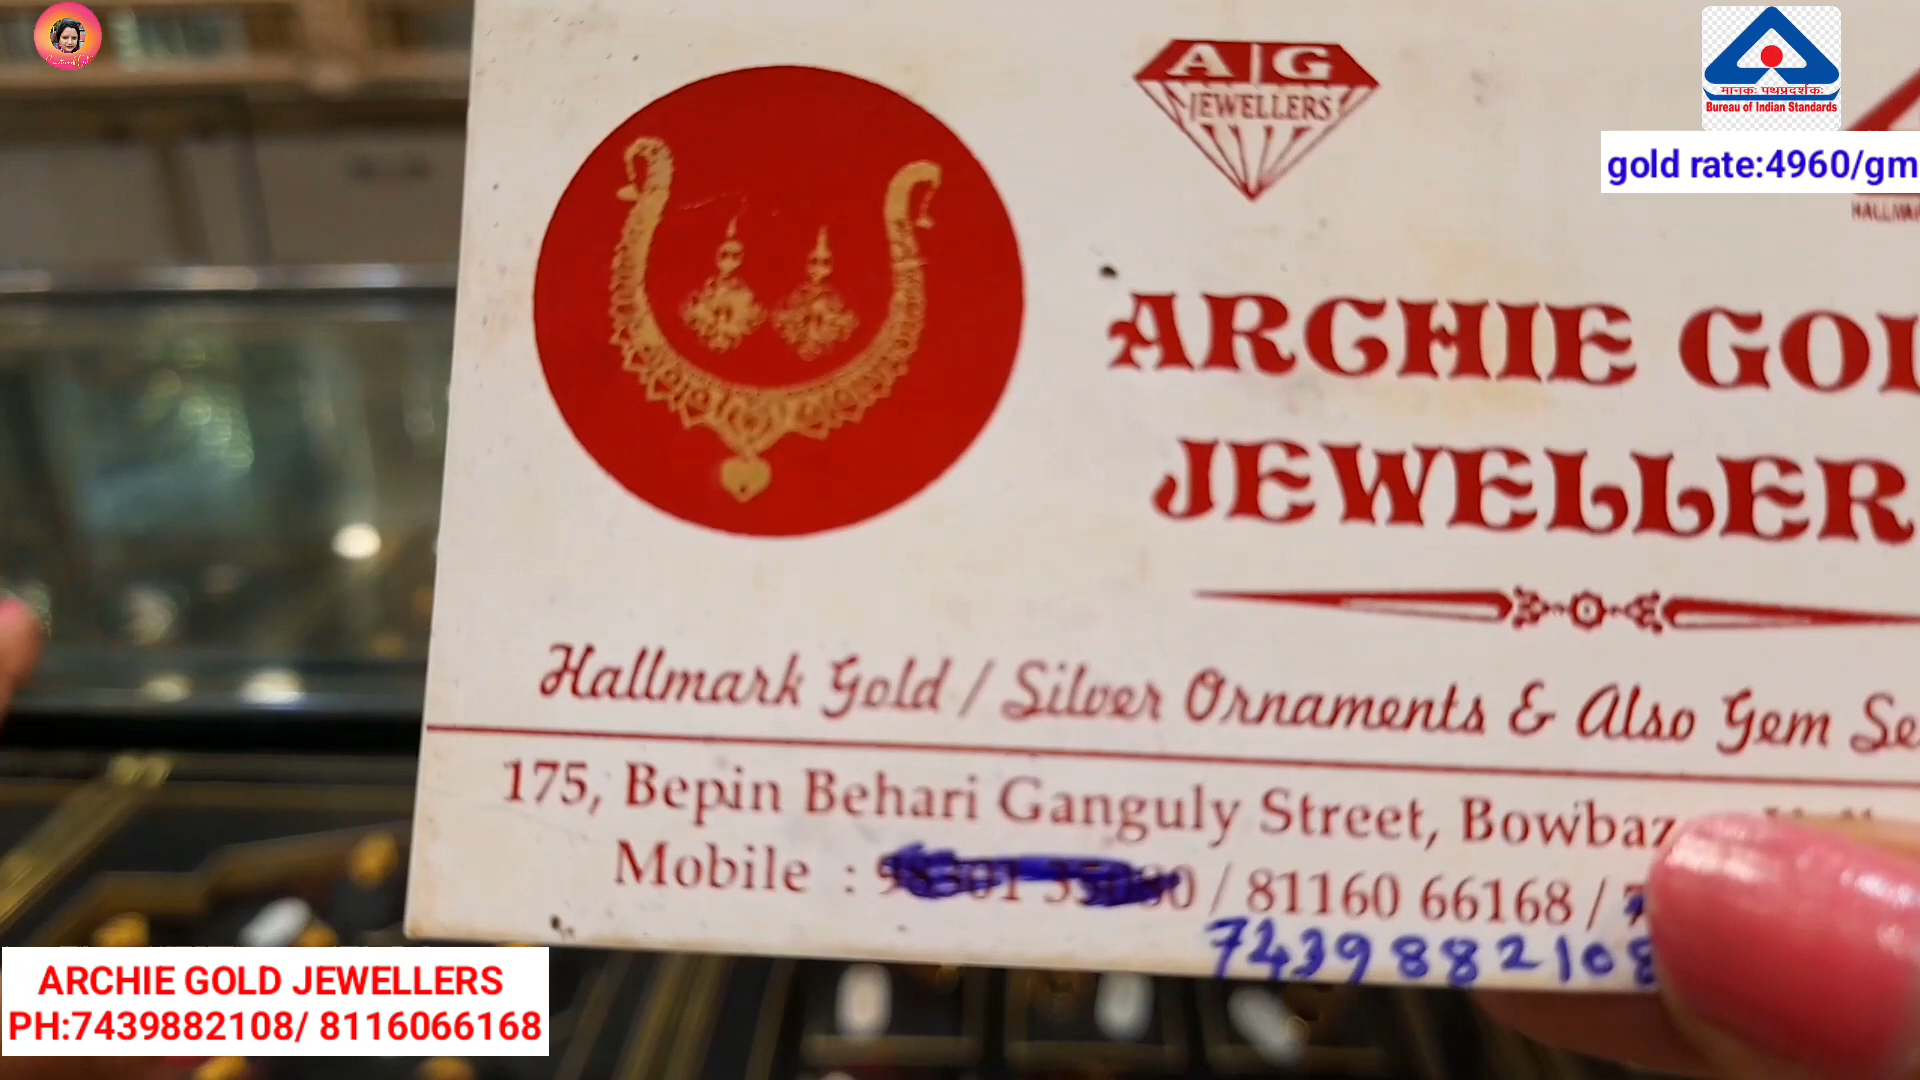 A|G
JEWELLERS
मानकः पथप्रदर्शकः
Bureau of Indian Standards
gold rate:4960/gm
ARCHIE GOL
JEWELLER
Hallmark Gold / Silver Ornaments & Also Gem Se
175, Bepin Behari Ganguly Street, Bowbaz
Mobile : / 81160 66168 /
7439882108
ARCHIE GOLD JEWELLERS
PH:7439882108/ 8116066168